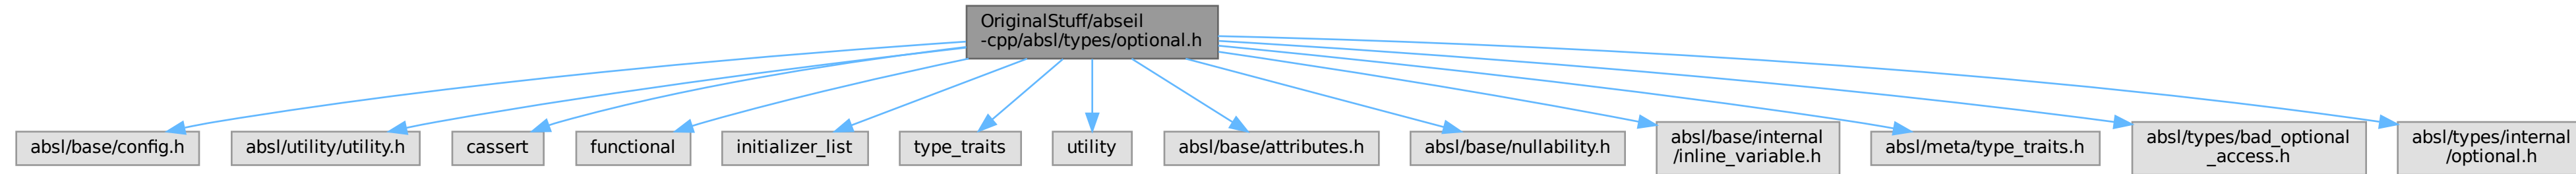 OriginalStuff/abseil
-cpp/absl/types/optional.h
absl/base/config.h
absl/utility/utility.h
cassert
functional
initializer_list
type_traits
utility
absl/base/attributes.h
absl/base/nullability.h
absl/base/internal
/inline_variable.h
absl/meta/type_traits.h
absl/types/bad_optional
_access.h
absl/types/internal
/optional.h